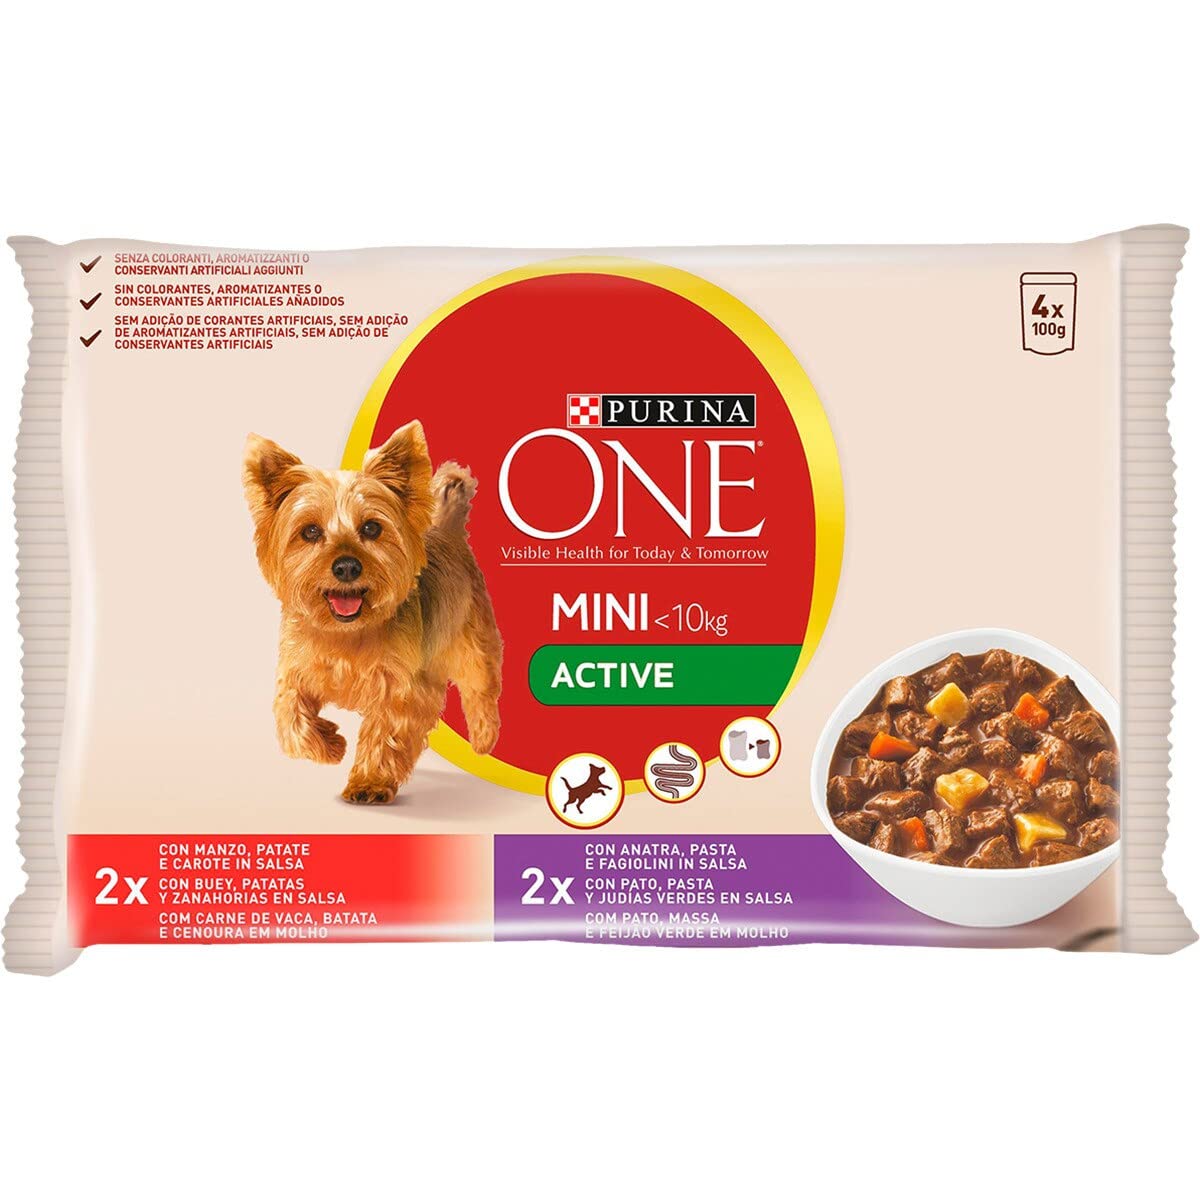 SENZA COLORANTI, AROMATIZZANTI O
CONSERVANTI ARTIFICIALI AGGIUNTI
SIN COLORANTES, AROMATIZANTES O
CONSERVANTES ARTIFICIALES AÑADIDOS
SEM ADIÇÃO DE CORANTES ARTIFICIAIS, SEM ADIÇÃO
DE AROMATIZANTES ARTIFICIAIS, SEM ADIÇÃO DE
CONSERVANTES ARTIFICIAIS
4x
100g
PURINA
ONE®
Visible Health for Today & Tomorrow
MINI <10kg
ACTIVE
2x
CON MANZO, PATATE
E CAROTE IN SALSA
CON BUEY, PATATAS
Y ZANAHORIAS EN SALSA
COM CARNE DE VACA, BATATA
E CENOURA EM MOLHO
2x
CON ANATRA, PASTA
E FAGIOLINI IN SALSA
CON PATO, PASTA
Y JUDÍAS VERDES EN SALSA
COM PATO, MASSA
E FEIJÃO VERDE EM MOLHO